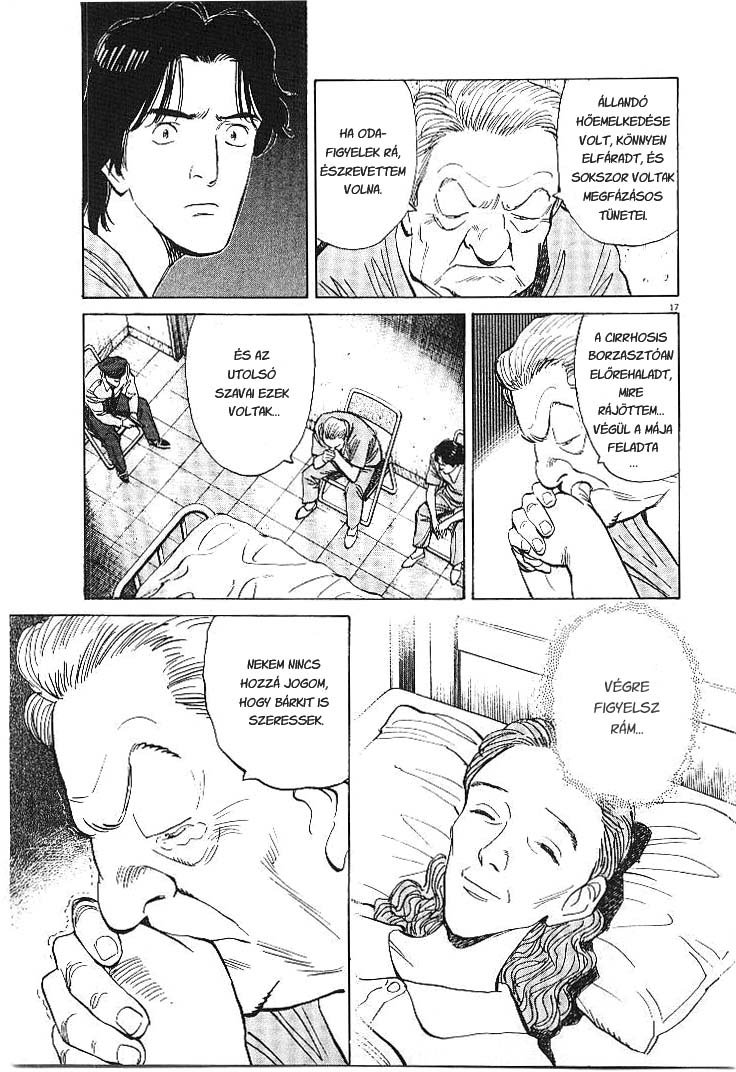 ÁLLANDÓ
HŐEMELKEDÉSE
VOLT, KÖNNYEN
ELFÁRADT, ÉS
SOKSZOR VOLTAK
MEGFÁZÁSOS
TÜNETEI.
HA ODA-
FIGYELEK RÁ,
ÉSZREVETTEM
VOLNA.
17
A CIRRHOSIS
BORZASZTÓAN
ELŐREHALADT,
MIRE
RÁJÖTTEM...
VÉGÜL A MÁJA
FELADTA
...
ÉS AZ
UTOLSÓ
SZAVAI EZEK
VOLTAK...
VÉGRE
FIGYELSZ
RÁM...
NEKEM NINCS
HOZZÁ JOGOM,
HOGY BÁRKIT IS
SZERESSEK.